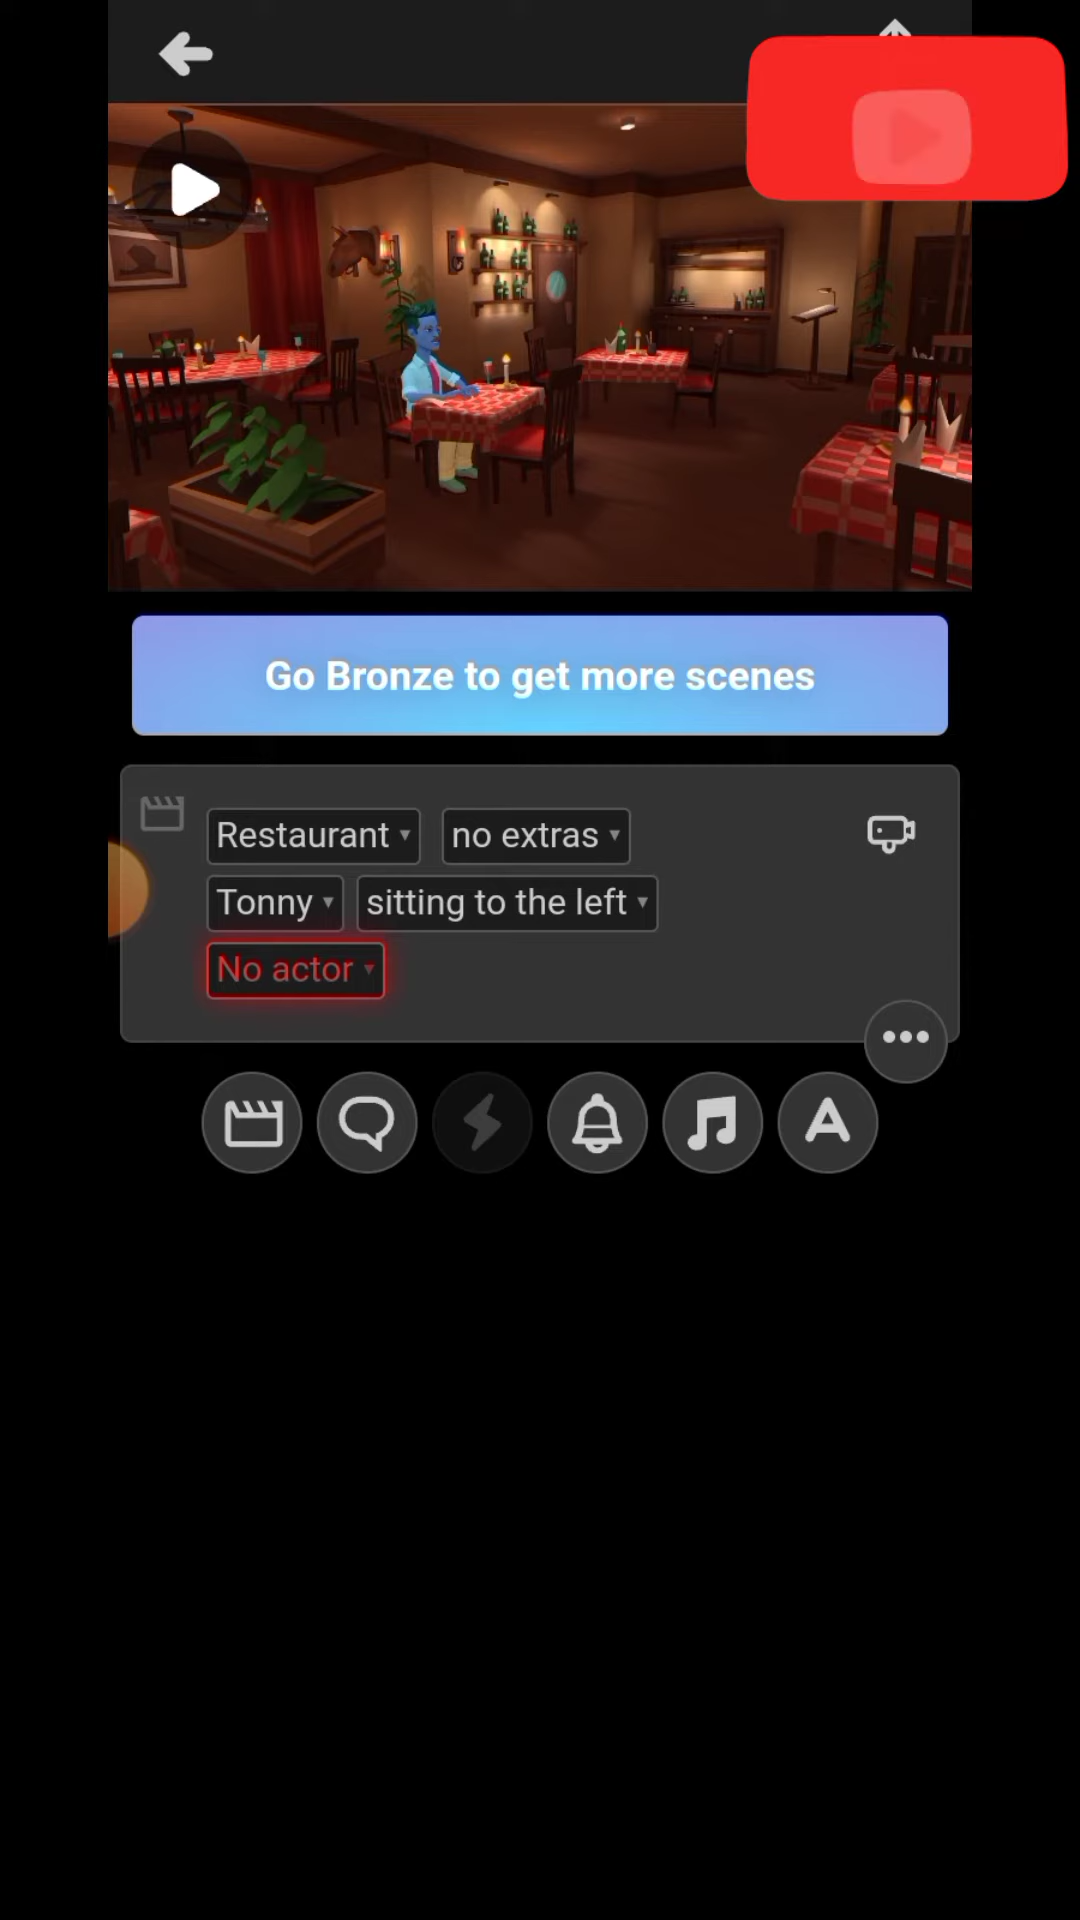 Go Bronze to get more scenes
Restaurant no extras
Tonny sitting to the left
No actor